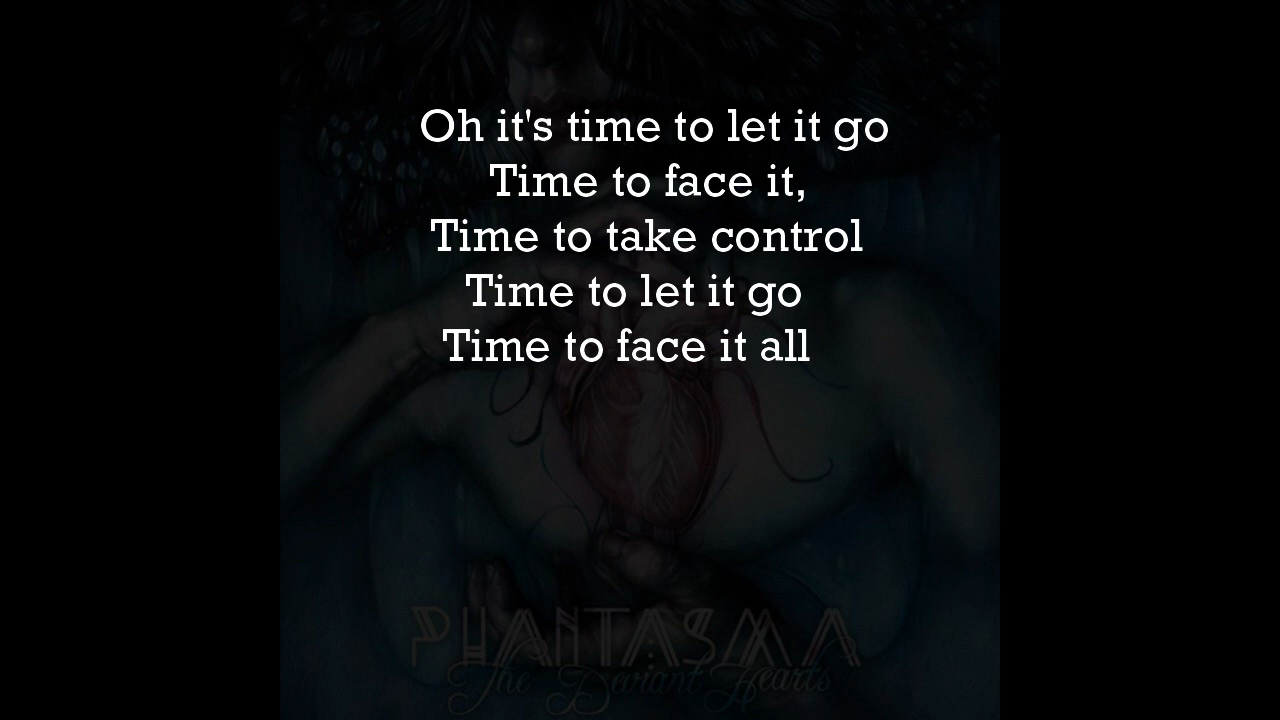 Oh it's time to let it go
Time to face it,
Time to take control
Time to let it go
Time to face it all
PHANTASMA
The Deviant Hearts